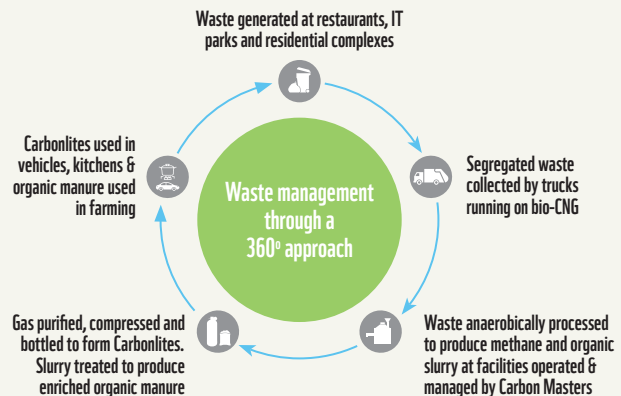 Waste generated at restaurants, IT
parks and residential complexes
Segregated waste
collected by trucks
running on bio-CNG
Waste anaerobically processed
to produce methane and organic
slurry at facilities operated &
managed by Carbon Masters
Gas purified, compressed and
bottled to form Carbonlites.
Slurry treated to produce
enriched organic manure
Carbonlites used in
vehicles, kitchens &
organic manure used
in farming
Waste management
through a
360º approach